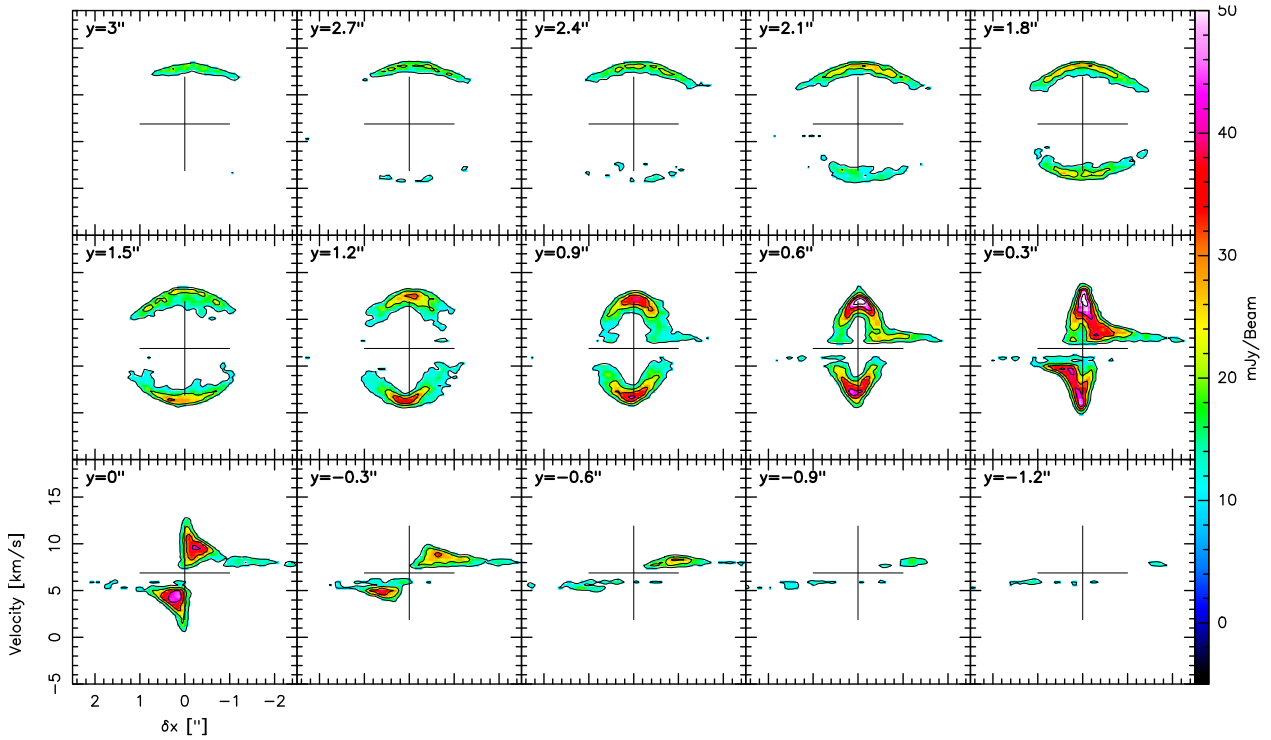 y=3"
y=2.7"
y=2.4"
y=2.1"
y=1.8"
50
40
30
20
10
0
mJy/Beam
y=1.5"
y=1.2"
y=0.9"
y=0.6"
y=0.3"
y=0"
y=−0.3"
y=−0.6"
y=−0.9"
y=−1.2"
15
10
5
0
−5
Velocity [km/s]
2 1 0 −1 −2
δx ["]